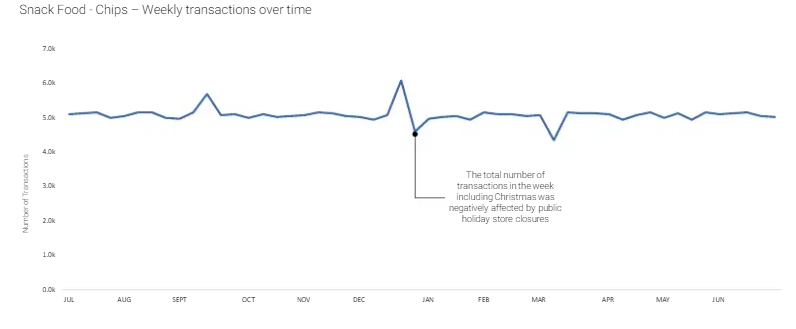 Snack Food - Chips – Weekly transactions over time
7.0k
6.0k
5.0k
4.0k
3.0k
2.0k
1.0k
0.0k
Number of Transactions
The total number of
transactions in the week
including Christmas was
negatively affected by public
holiday store closures
JUL AUG SEPT OCT NOV DEC JAN FEB MAR APR MAY JUN